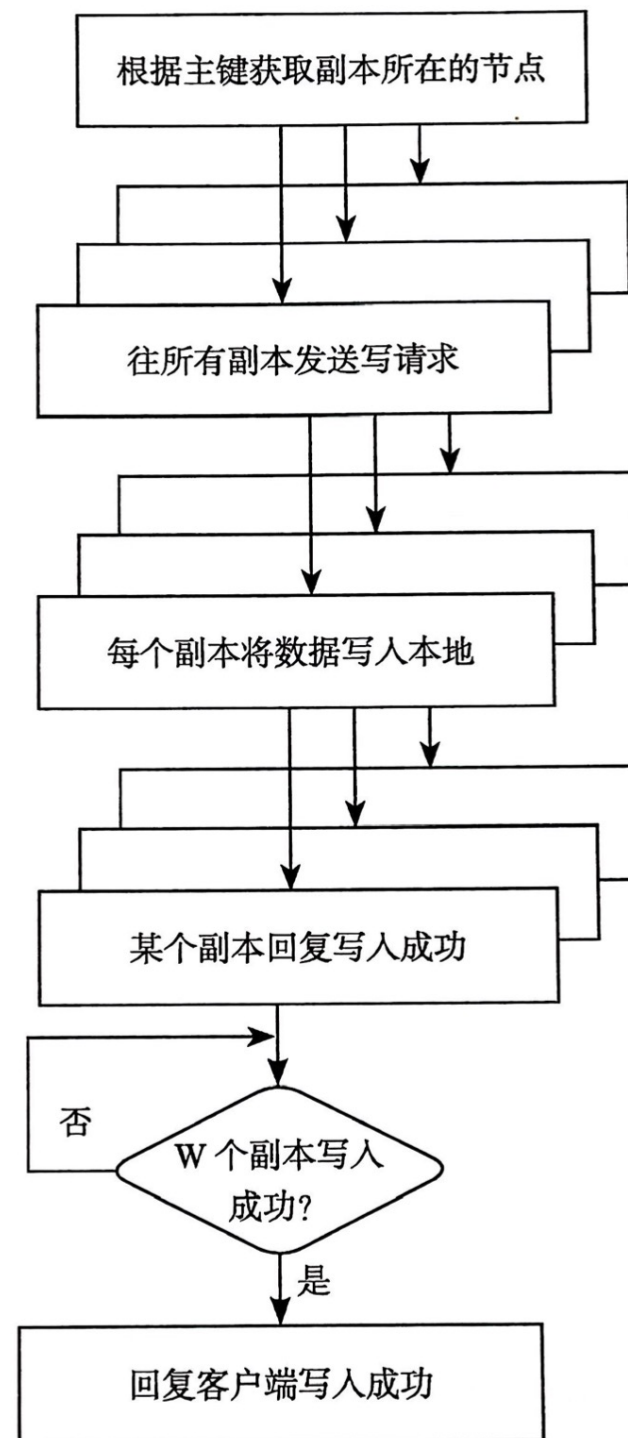 根据主键获取副本所在的节点
往所有副本发送写请求
每个副本将数据写入本地
某个副本回复写入成功
否
W 个副本写入
成功?
是
回复客户端写入成功